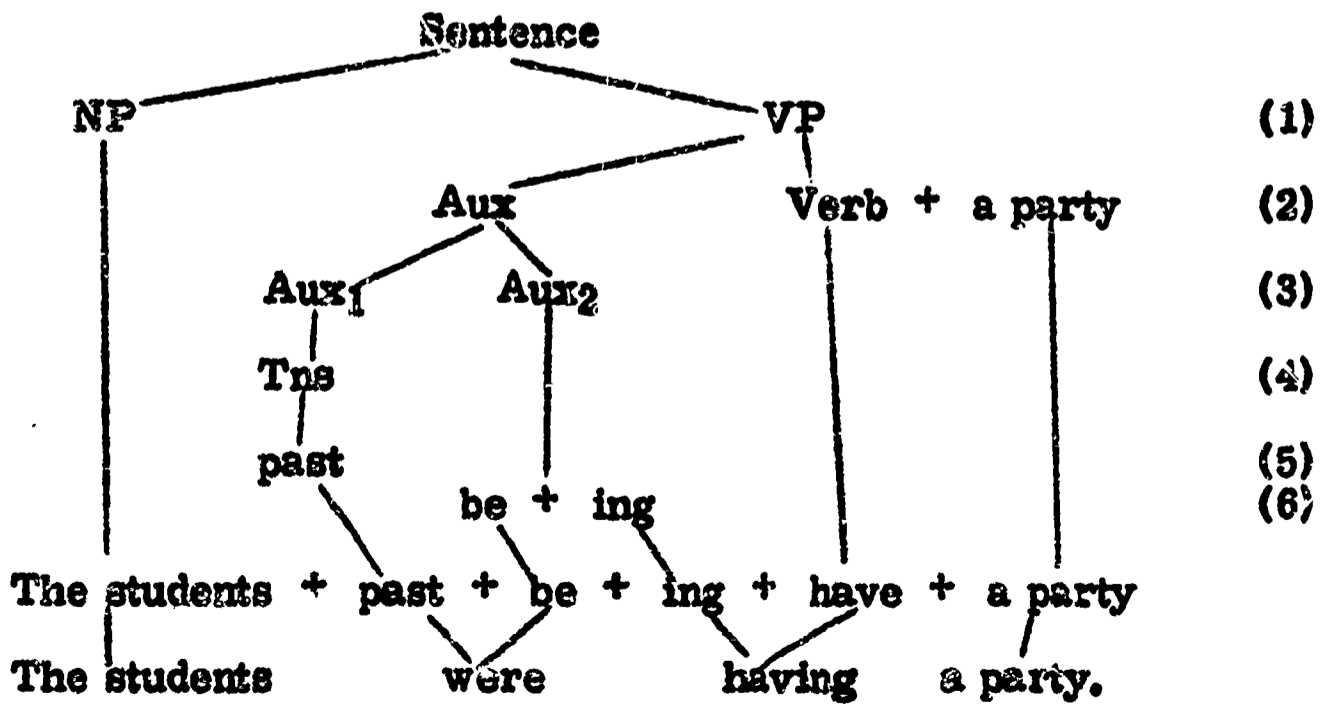 Sentence
NP VP (1)
Aux Verb + a party (2)
Aux1 Aux2 (3)
Tns (4)
past (5)
be + ing (6)
The students + past + be + ing + have + a party
The students were having a party.